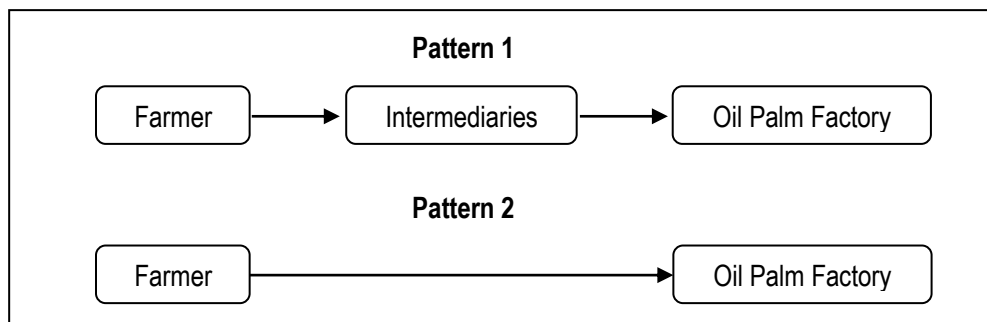 Pattern 1
Farmer Intermediaries Oil Palm Factory
Pattern 2
Farmer Oil Palm Factory